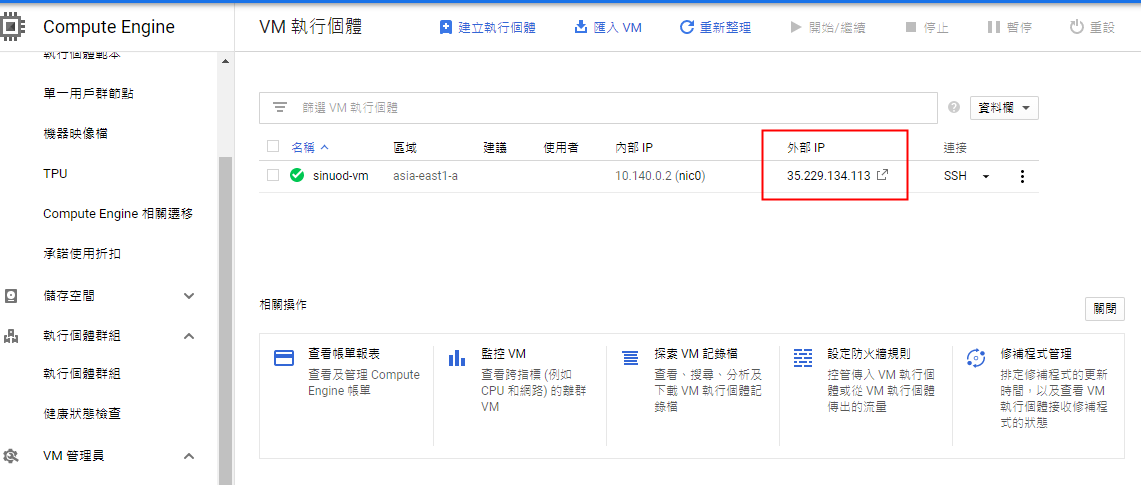 Compute Engine
VM 執行個體
建立執行個體
匯入 VM
重新整理
開始/繼續
停止
暫停
重設
執行個體範本
單一用戶群節點
機器映像檔
TPU
Compute Engine 相關遷移
承諾使用折扣
儲存空間
執行個體群組
執行個體群組
健康狀態檢查
VM 管理員
篩選 VM 執行個體
資料欄
名稱 區域 建議 使用者 內部 IP 外部 IP 連接
sinuod-vm asia-east1-a 10.140.0.2 (nic0) 35.229.134.113 SSH
相關操作
關閉
查看帳單報表
查看及管理 Compute
Engine 帳單
監控 VM
查看跨指標 (例如
CPU 和網路) 的離群
VM
探索 VM 記錄檔
查看、搜尋、分析及
下載 VM 執行個體記
錄檔
設定防火牆規則
控管傳入 VM 執行個
體或從 VM 執行個體
傳出的流量
修補程式管理
排定修補程式的更新
時間，以及查看 VM
執行個體接收修補程
式的狀態